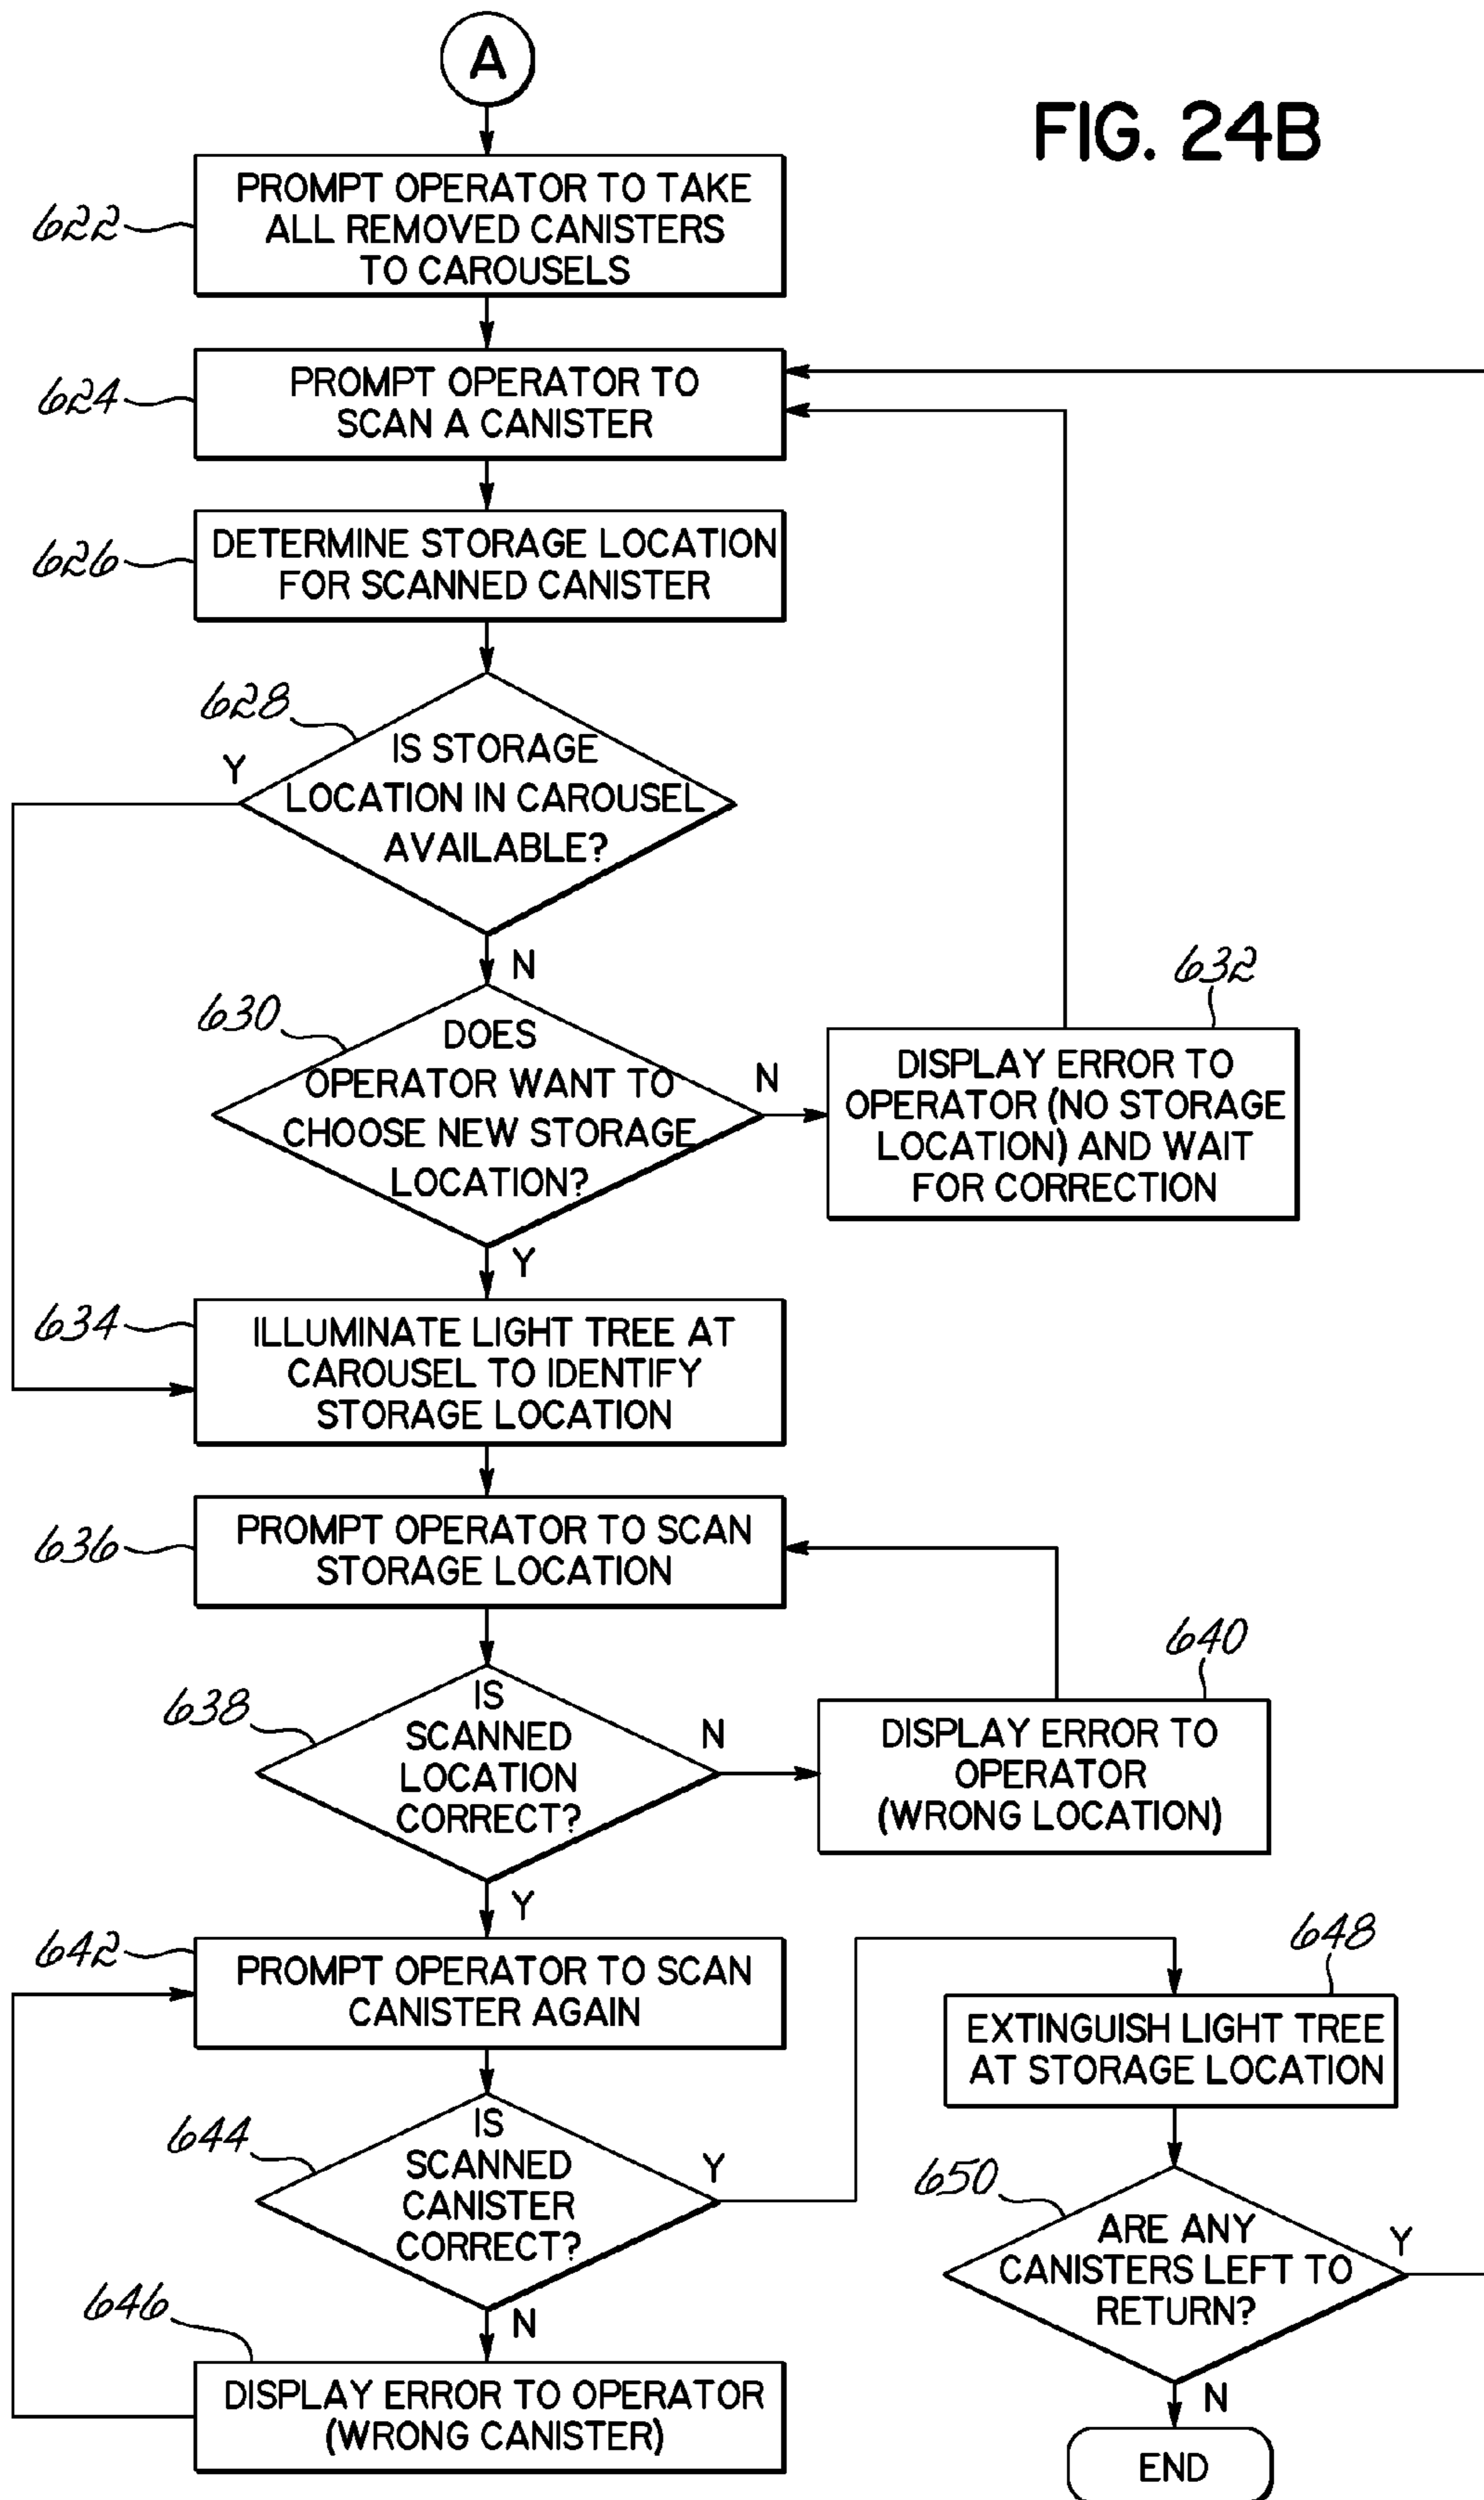 A
FIG. 24B
622
PROMPT OPERATOR TO TAKE
ALL REMOVED CANISTERS
TO CAROUSELS
624
PROMPT OPERATOR TO
SCAN A CANISTER
626
DETERMINE STORAGE LOCATION
FOR SCANNED CANISTER
628
Y
IS STORAGE
LOCATION IN CAROUSEL
AVAILABLE?
N
630
DOES
OPERATOR WANT TO
CHOOSE NEW STORAGE
LOCATION?
N
632
DISPLAY ERROR TO
OPERATOR (NO STORAGE
LOCATION) AND WAIT
FOR CORRECTION
Y
634
ILLUMINATE LIGHT TREE AT
CAROUSEL TO IDENTIFY
STORAGE LOCATION
636
PROMPT OPERATOR TO SCAN
STORAGE LOCATION
638
IS
SCANNED
LOCATION
CORRECT?
N
640
DISPLAY ERROR TO
OPERATOR
(WRONG LOCATION)
Y
642
PROMPT OPERATOR TO SCAN
CANISTER AGAIN
644
IS
SCANNED
CANISTER
CORRECT?
Y
N
646
DISPLAY ERROR TO OPERATOR
(WRONG CANISTER)
648
EXTINGUISH LIGHT TREE
AT STORAGE LOCATION
650
ARE ANY
CANISTERS LEFT TO
RETURN?
Y
N
END